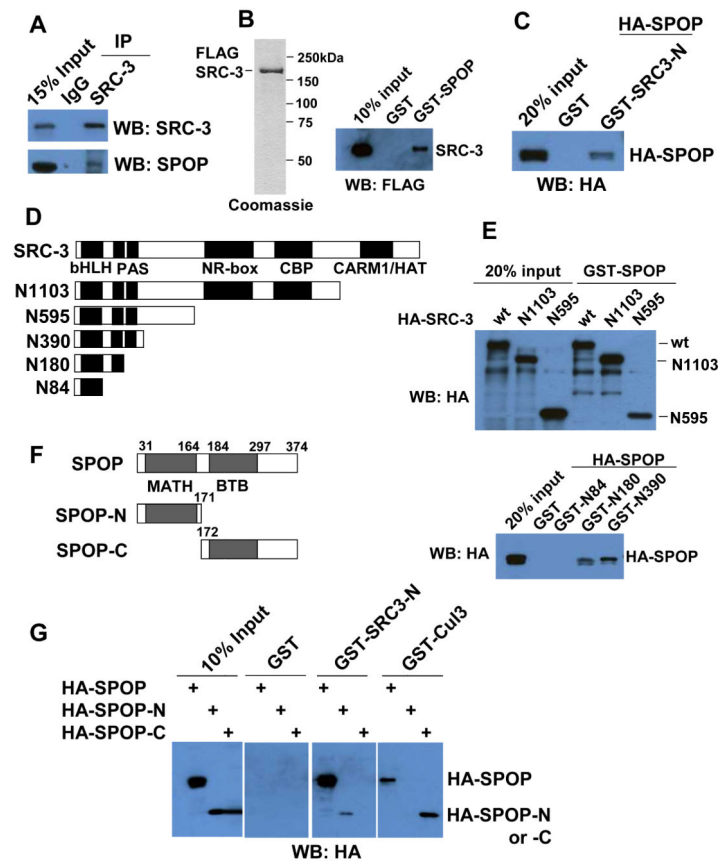 A
IP
15% Input
IgG
SRC-3
WB: SRC-3
WB: SPOP
B
FLAG
SRC-3
250kDa
150
100
75
50
Coomassie
10% input
GST
GST-SPOP
SRC-3
WB: FLAG
C
HA-SPOP
20% input
GST
GST-SRC3-N
HA-SPOP
WB: HA
D
SRC-3
bHLH PAS NR-box CBP CARM1/HAT
N1103
N595
N390
N180
N84
E
20% input GST-SPOP
HA-SRC-3 wt N1103 N595 wt N1103 N595
wt
N1103
WB: HA
N595
HA-SPOP
20% input
GST
GST-N84
GST-N180
GST-N390
WB: HA HA-SPOP
F
31 164 184 297 374
SPOP
MATH BTB
171
SPOP-N
172
SPOP-C
G
10% Input GST GST-SRC3-N GST-Cul3
HA-SPOP + + + +
HA-SPOP-N + + + +
HA-SPOP-C + + + +
HA-SPOP
HA-SPOP-N
or -C
WB: HA